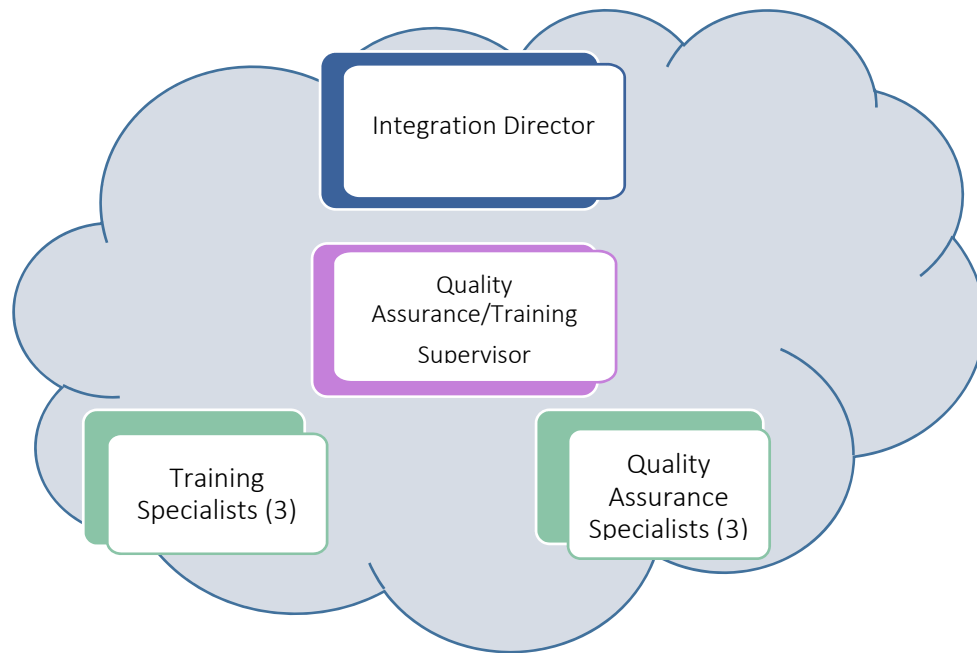 Integration Director
Quality
Assurance/Training
Supervisor
Training
Specialists (3)
Quality
Assurance
Specialists (3)